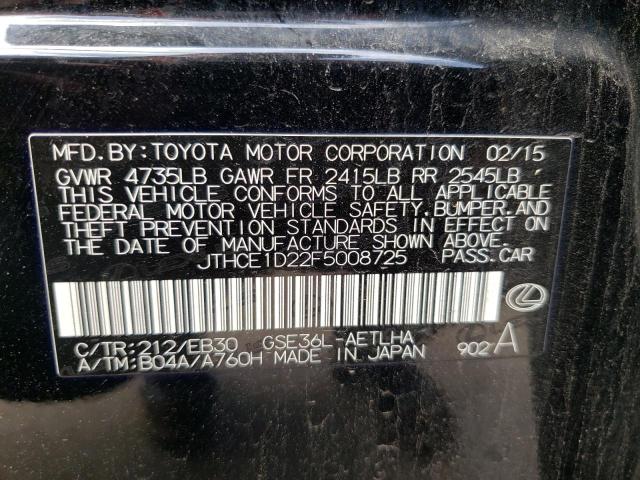 MFD.BY:TOYOTA MOTOR CORPORATION 02/15
GVWR 4735LB GAWR FR 2415LB RR 2545LB
THIS VEHICLE CONFORMS TO ALL APPLICABLE
FEDERAL MOTOR VEHICLE SAFETY,BUMPER,AND
THEFT PREVENTION STANDARDS IN EFFECT ON
THE DATE OF MANUFACTURE SHOWN ABOVE.
JTHCE1D22F5008725 PASS.CAR
C/TR:212/EB30 GSE36L-AETLHA
A/TM:B04A/A760H MADE IN JAPAN 902A